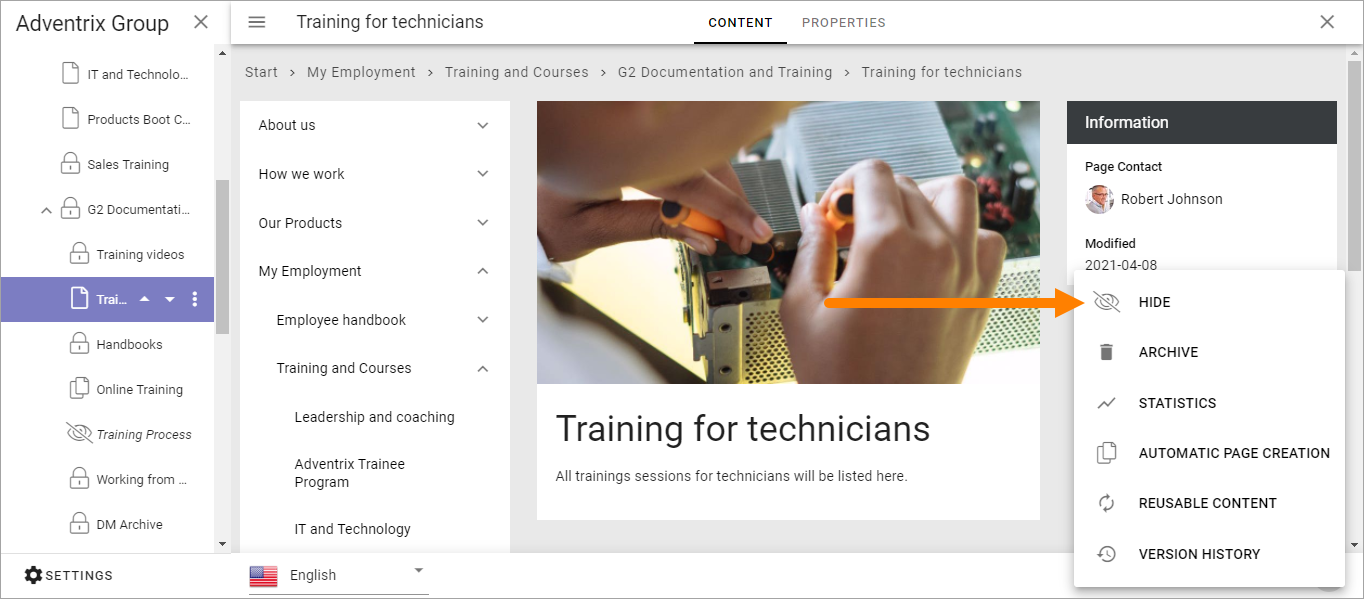 Adventrix Group
Training for technicians
CONTENT
PROPERTIES
IT and Technolo...
Products Boot C...
Sales Training
G2 Documentati...
Training videos
Trai...
Handbooks
Online Training
Training Process
Working from ...
DM Archive
SETTINGS
Start > My Employment > Training and Courses > G2 Documentation and Training > Training for technicians
About us
How we work
Our Products
My Employment
Employee handbook
Training and Courses
Leadership and coaching
Adventrix Trainee
Program
IT and Technology
English
Training for technicians
All trainings sessions for technicians will be listed here.
Information
Page Contact
Robert Johnson
Modified
2021-04-08
HIDE
ARCHIVE
STATISTICS
AUTOMATIC PAGE CREATION
REUSABLE CONTENT
VERSION HISTORY